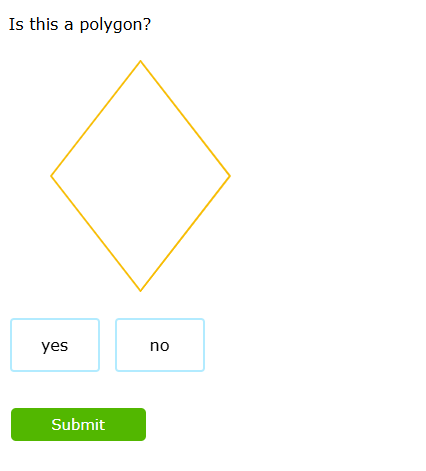 Is this a polygon?
yes
no
Submit